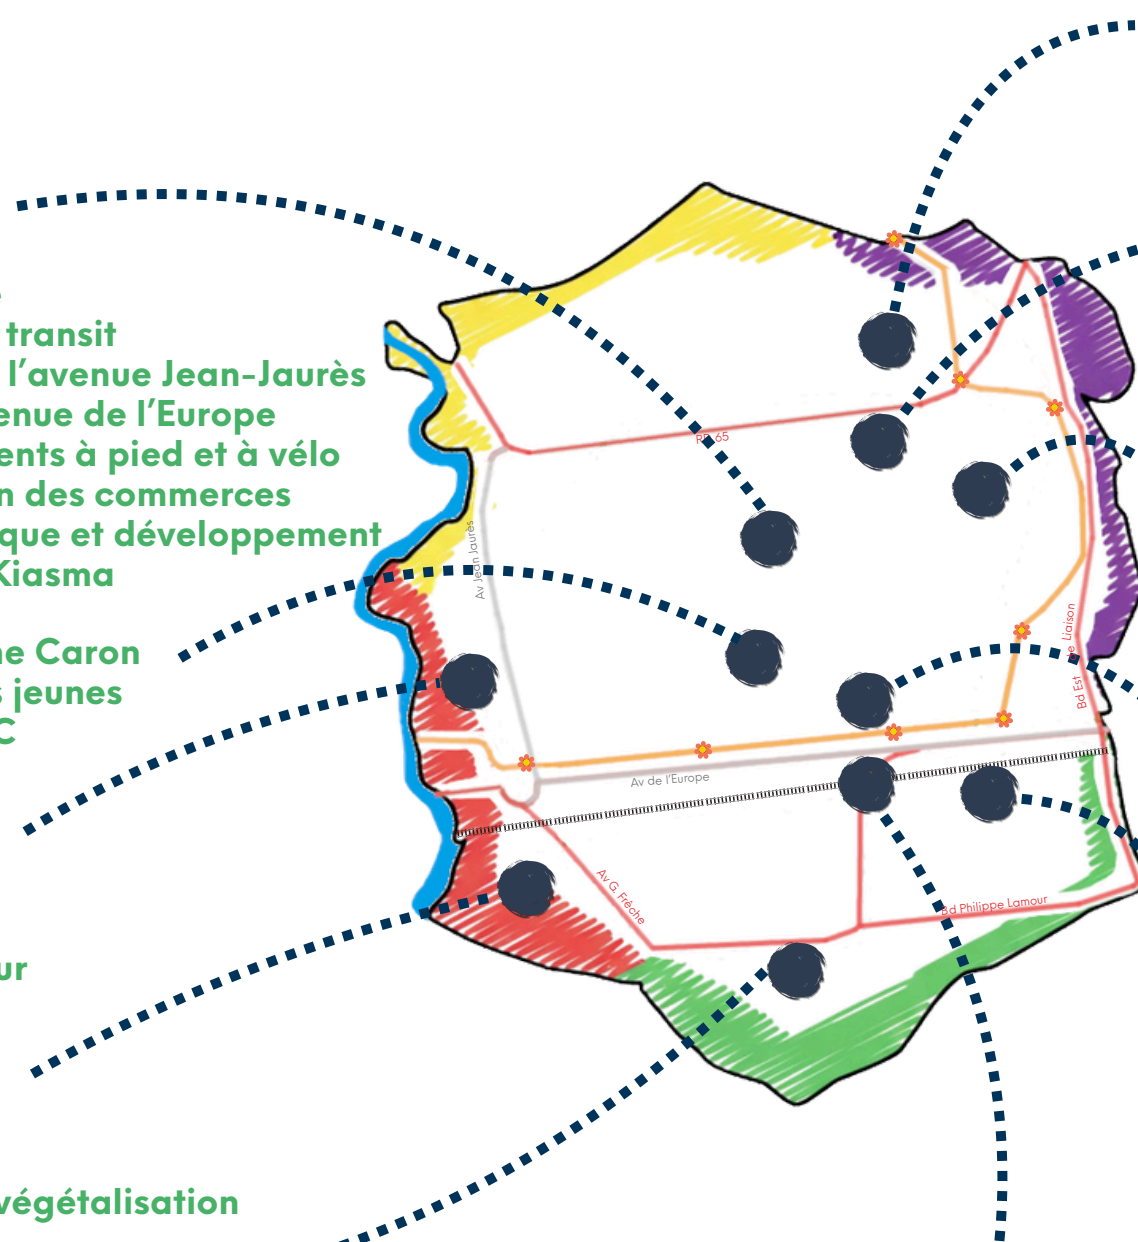 transit
l'avenue Jean-Jaurès
enue de l'Europe
ents à pied et à vélo
n des commerces
que et développement
Kiasma
ne Caron
s jeunes
C
ur
végétalisation
RD 65
Av Jean Jaurès
Bd Est de Liaison
Av de l'Europe
Av G. Frêche
Bd Philippe Lamour